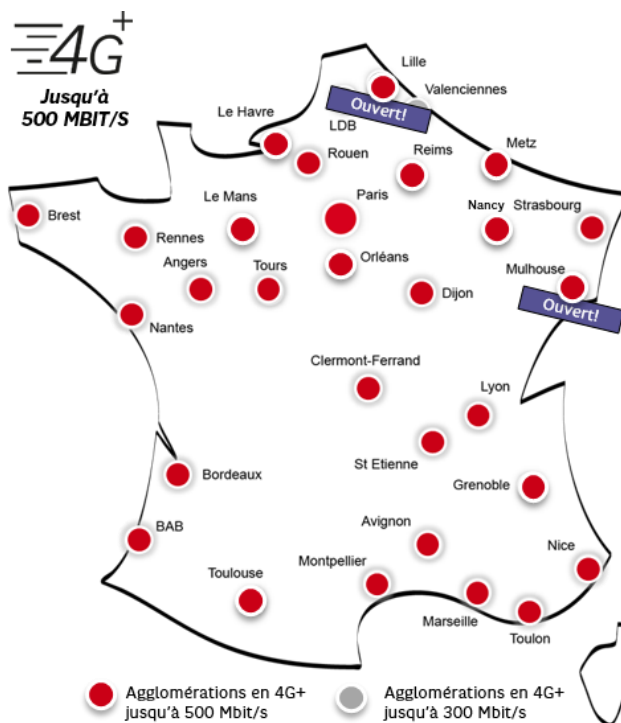 4G+
Jusqu'à
500 MBIT/S
Lille
Valenciennes
Ouvert!
LDB
Le Havre
Rouen
Reims
Metz
Le Mans
Paris
Nancy
Strasbourg
Brest
Rennes
Angers
Tours
Orléans
Dijon
Mulhouse
Ouvert!
Nantes
Clermont-Ferrand
Lyon
St Etienne
Bordeaux
Grenoble
BAB
Avignon
Nice
Toulouse
Montpellier
Marseille
Toulon
Agglomérations en 4G+
jusqu'à 500 Mbit/s
Agglomérations en 4G+
jusqu'à 300 Mbit/s